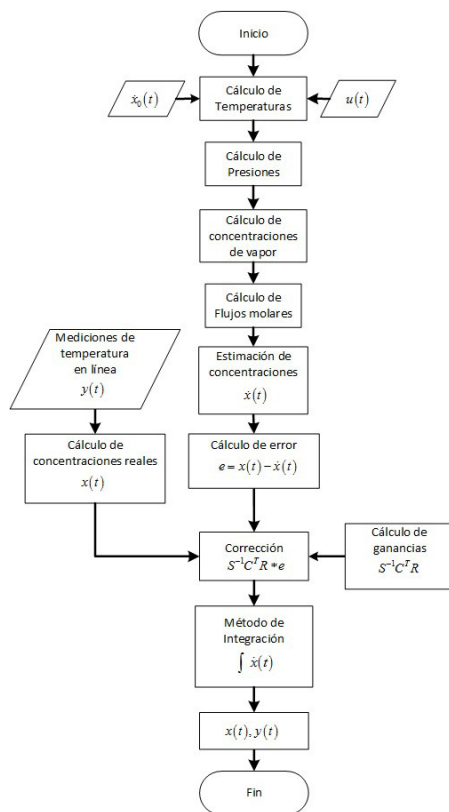 Inicio
ẋ₀(t)
Cálculo de
Temperaturas
u(t)
Cálculo de
Presiones
Cálculo de
concentraciones
de vapor
Cálculo de
Flujos molares
Mediciones de
temperatura
en línea
y(t)
Estimación de
concentraciones
ẋ(t)
Cálculo de
concentraciones reales
x(t)
Cálculo de error
e = x(t) − ẋ(t)
Corrección
S⁻¹CᵀR * e
Cálculo de
ganancias
S⁻¹CᵀR
Método de
Integración
∫ ẋ(t)
x(t), y(t)
Fin